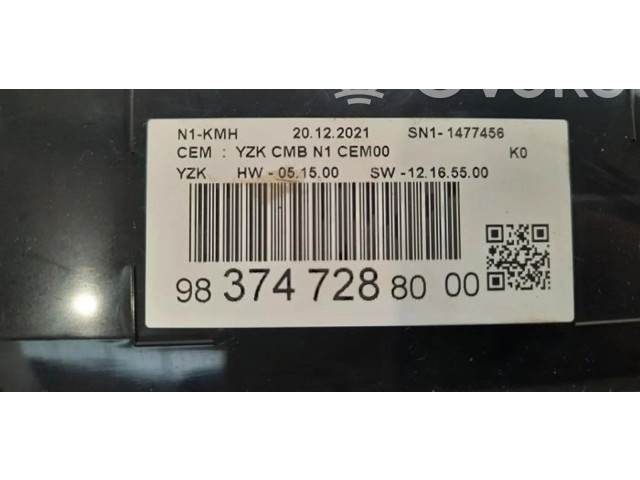 N1-KMH 20.12.2021 SN1- 1477456
CEM : YZK CMB N1 CEM00 K0
YZK HW - 05.15.00 SW -12.16.55.00
98 374 728 80 00